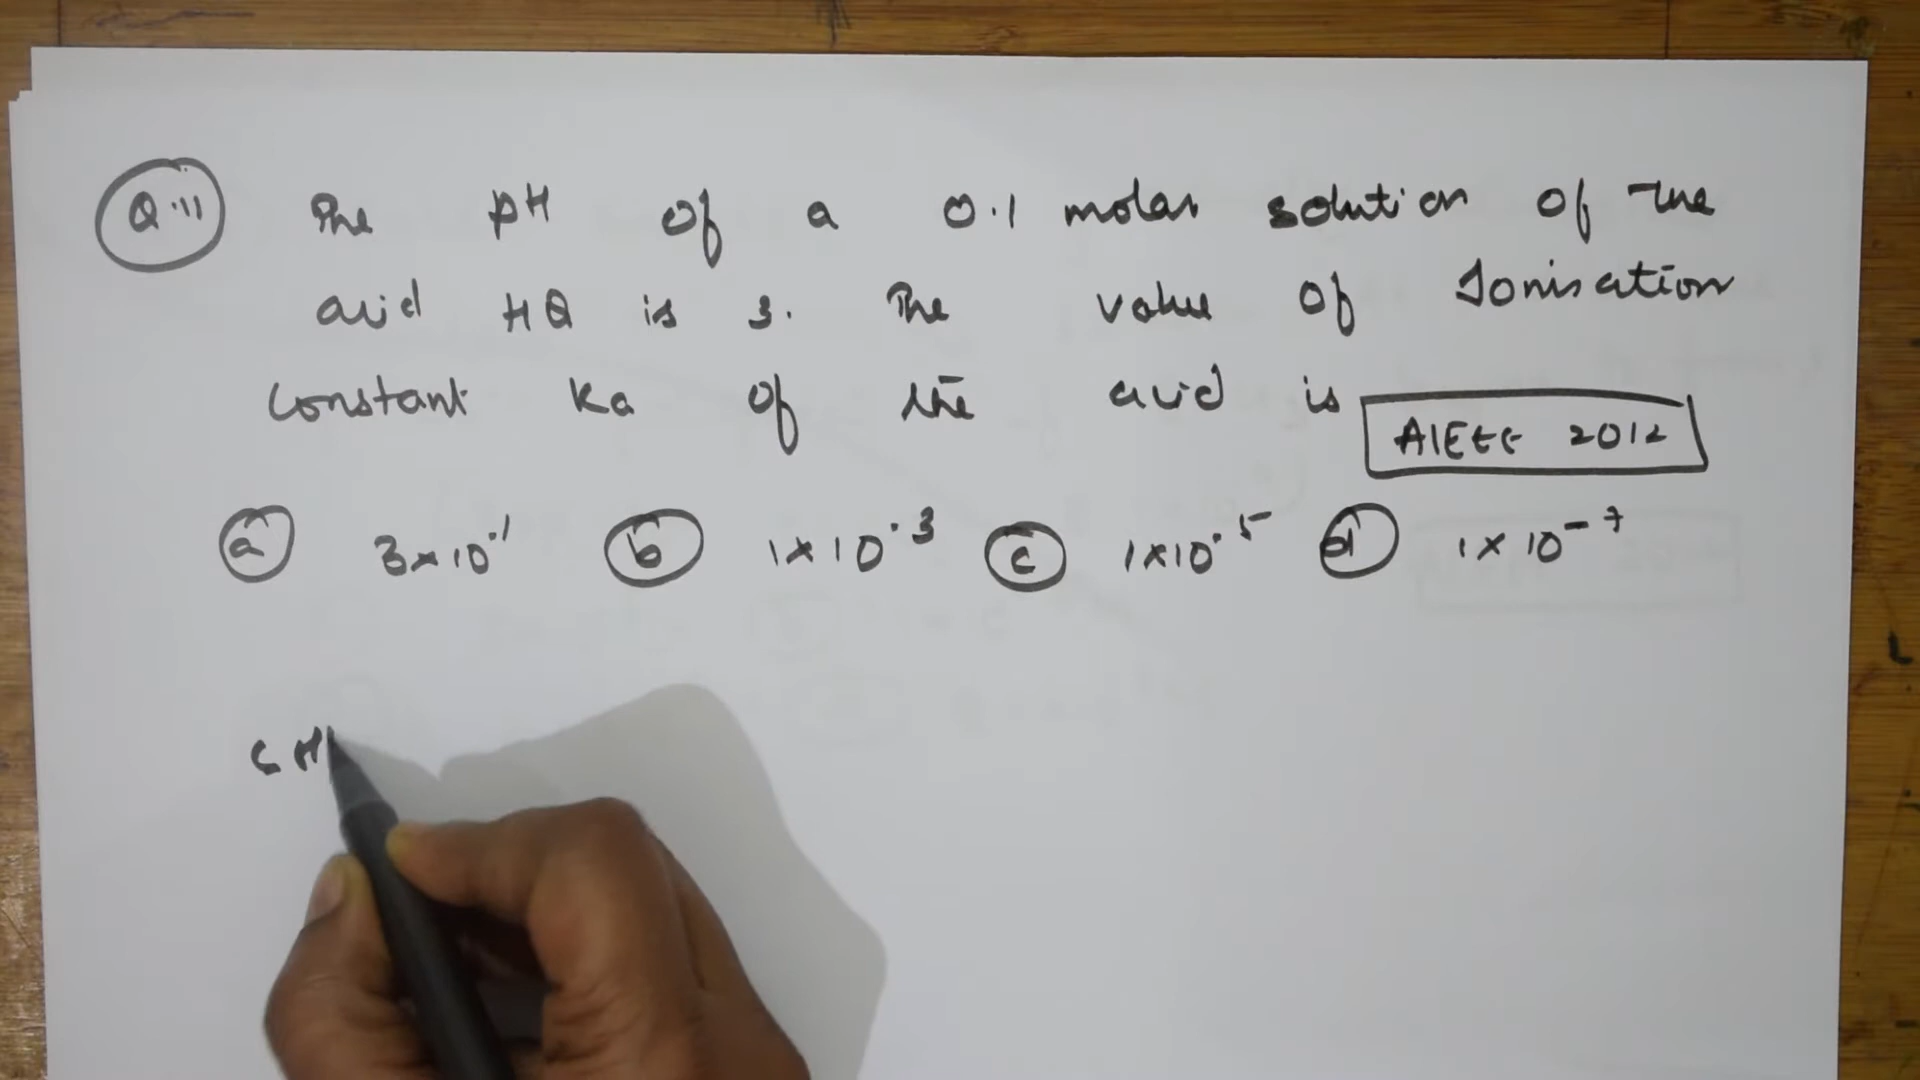 Q.11 The pH of a 0.1 molar solution of the
acid HQ is 3. The value of Ionisation
constant Ka of the acid is
AIEEE 2012
a 3×10⁻¹ b 1×10⁻³ c 1×10⁻⁵ d 1×10⁻⁷
[H